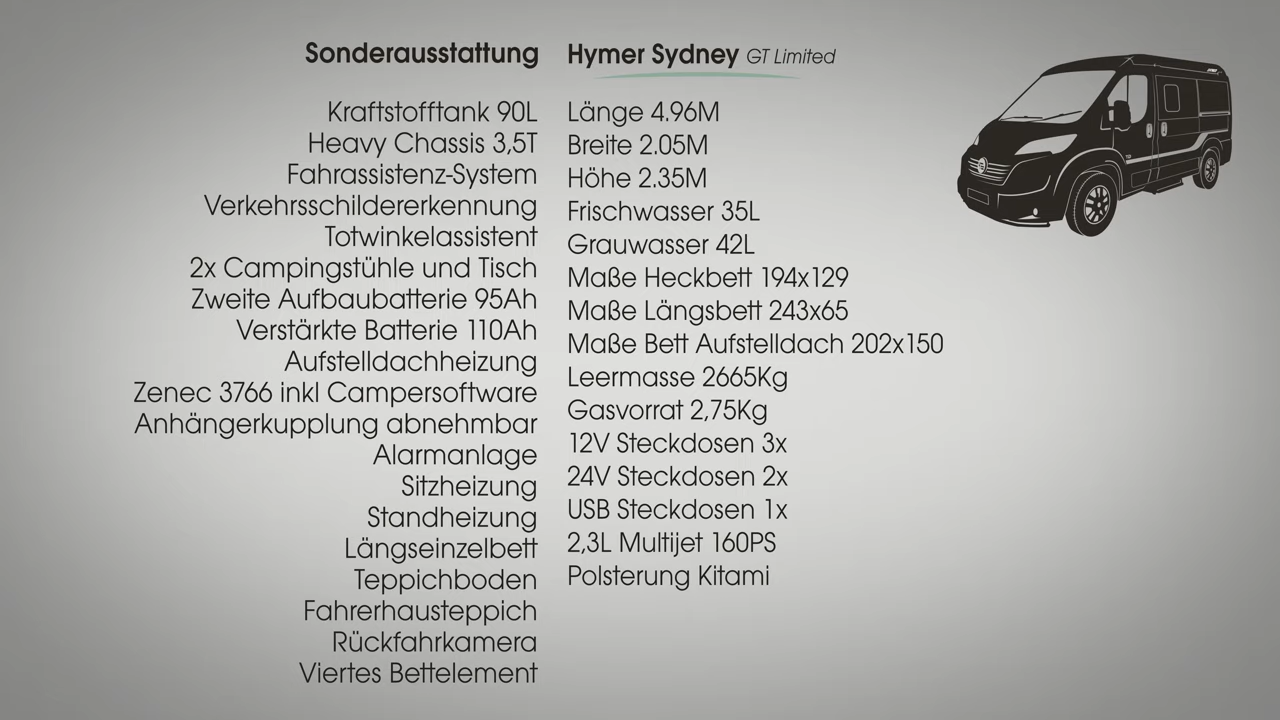 Sonderausstattung
Kraftstofftank 90L
Heavy Chassis 3,5T
Fahrassistenz-System
Verkehrsschildererkennung
Totwinkelassistent
2x Campingstühle und Tisch
Zweite Aufbaubatterie 95Ah
Verstärkte Batterie 110Ah
Aufstelldachheizung
Zenec 3766 inkl Campersoftware
Anhängerkupplung abnehmbar
Alarmanlage
Sitzheizung
Standheizung
Längseinzelbett
Teppichboden
Fahrerhausteppich
Rückfahrkamera
Viertes Bettelement
Hymer Sydney GT Limited
Länge 4.96M
Breite 2.05M
Höhe 2.35M
Frischwasser 35L
Grauwasser 42L
Maße Heckbett 194x129
Maße Längsbett 243x65
Maße Bett Aufstelldach 202x150
Leermasse 2665Kg
Gasvorrat 2,75Kg
12V Steckdosen 3x
24V Steckdosen 2x
USB Steckdosen 1x
2,3L Multijet 160PS
Polsterung Kitami